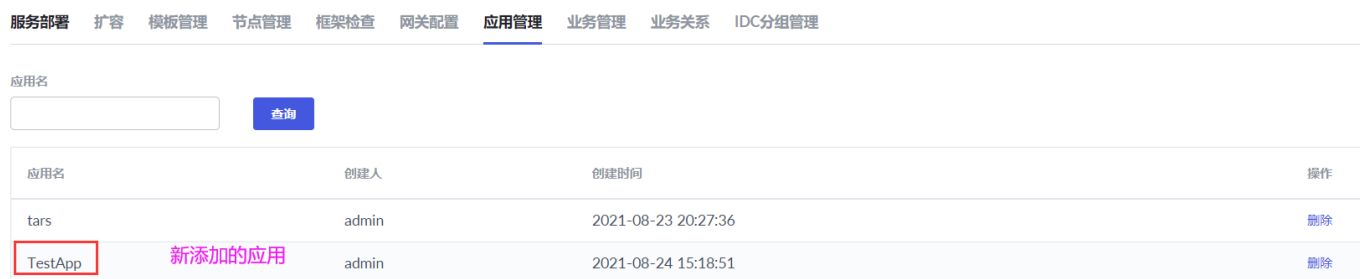 服务部署 扩容 模板管理 节点管理 框架检查 网关配置 应用管理 业务管理 业务关系 IDC分组管理
应用名
查询
应用名 创建人 创建时间 操作
tars admin 2021-08-23 20:27:36 删除
TestApp 新添加的应用 admin 2021-08-24 15:18:51 删除